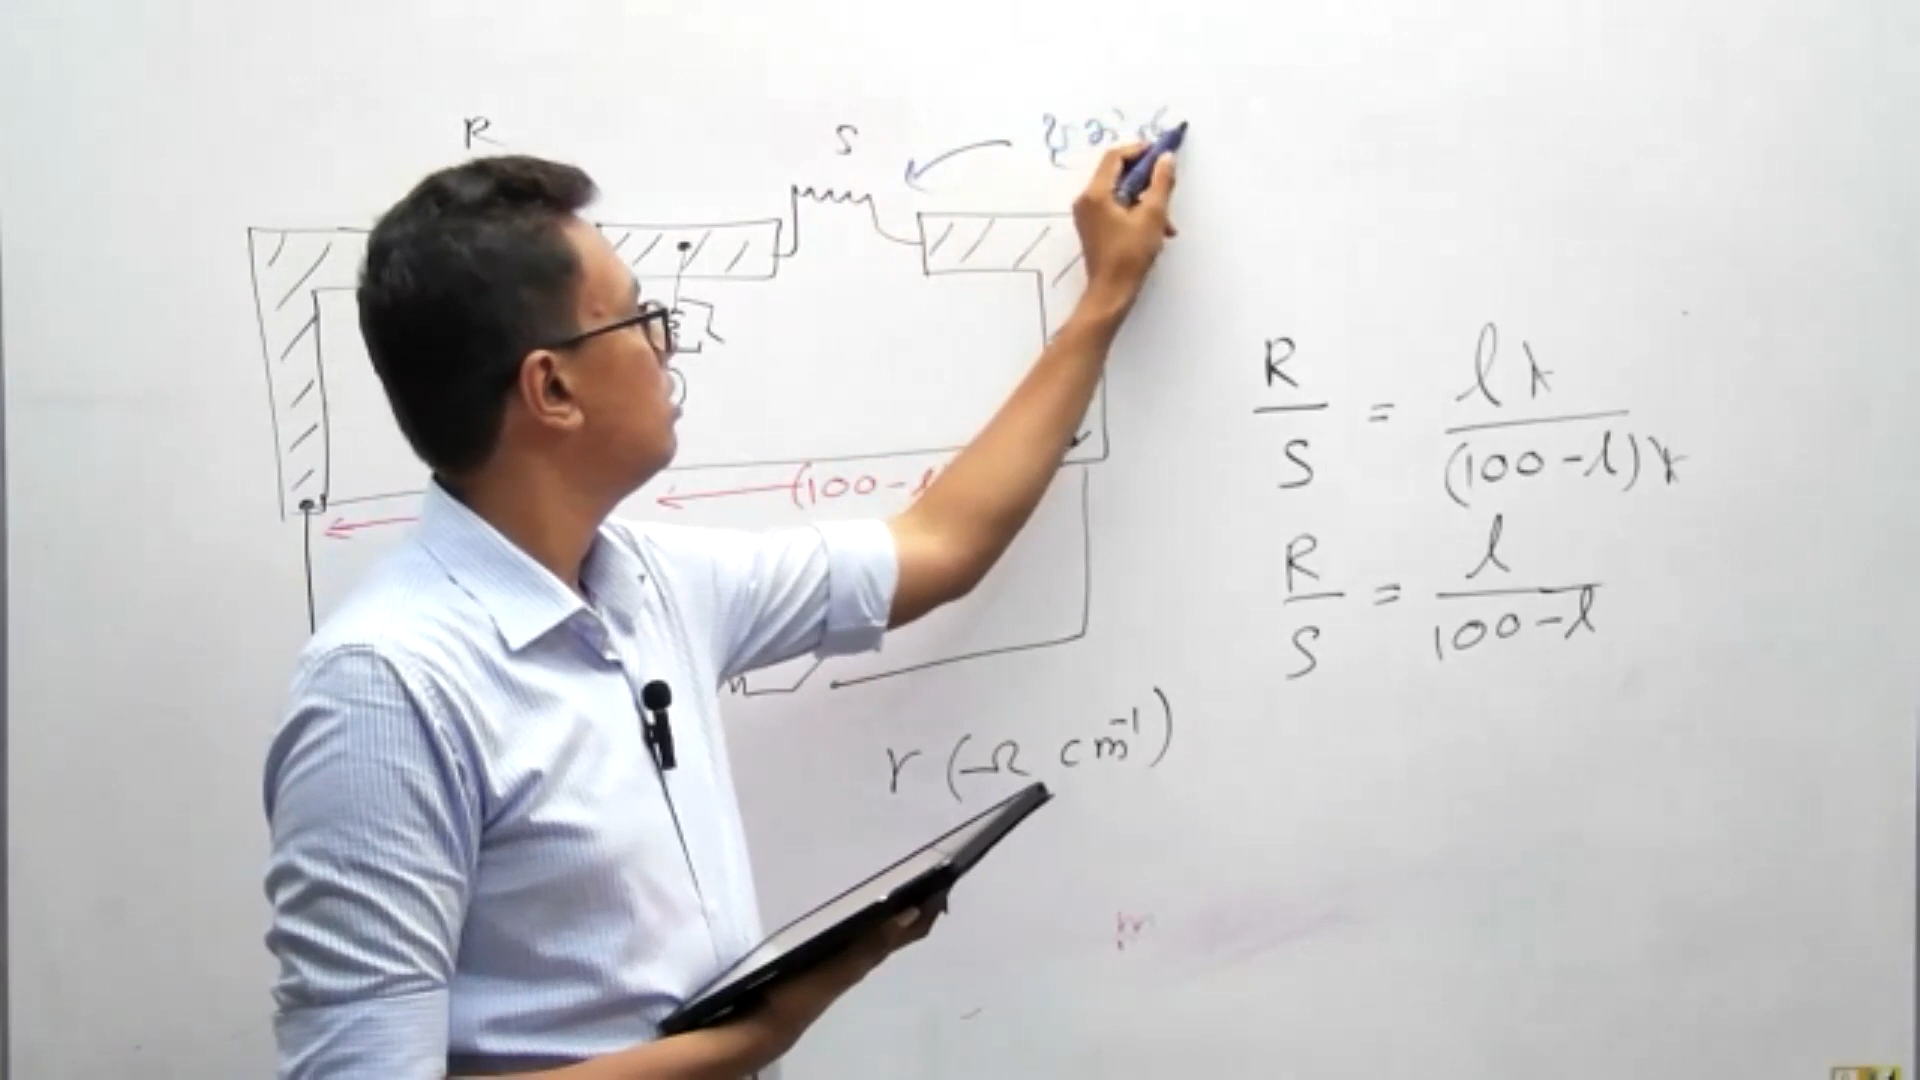 R
S
(100-l
R/S = lr/(100-l)r
R/S = l/100-l
r (Ω cm⁻¹)